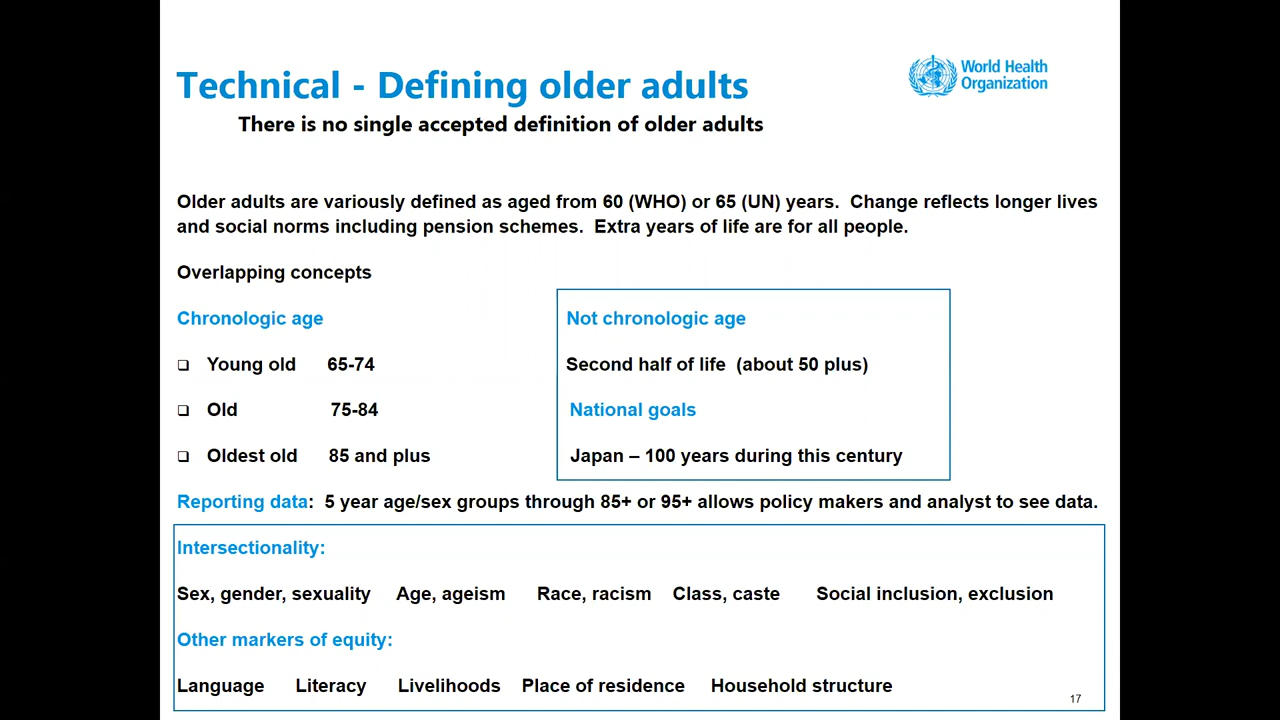 Technical - Defining older adults
World Health
Organization
There is no single accepted definition of older adults
Older adults are variously defined as aged from 60 (WHO) or 65 (UN) years.  Change reflects longer lives
and social norms including pension schemes.  Extra years of life are for all people.
Overlapping concepts
Chronologic age
❑ Young old 65-74
❑ Old 75-84
❑ Oldest old 85 and plus
Not chronologic age
Second half of life  (about 50 plus)
National goals
Japan – 100 years during this century
Reporting data:  5 year age/sex groups through 85+ or 95+ allows policy makers and analyst to see data.
Intersectionality:
Sex, gender, sexuality Age, ageism Race, racism Class, caste Social inclusion, exclusion
Other markers of equity:
Language Literacy Livelihoods Place of residence Household structure
17